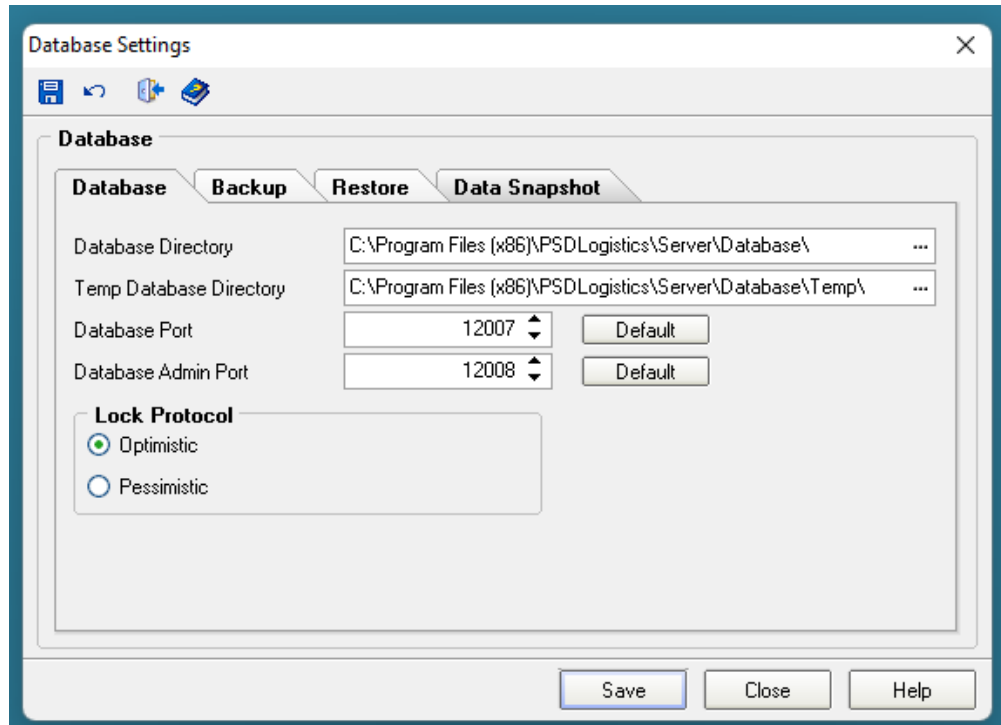 Database Settings
Database
Database Backup Restore Data Snapshot
Database Directory C:\Program Files (x86)\PSDLogistics\Server\Database\ ...
Temp Database Directory C:\Program Files (x86)\PSDLogistics\Server\Database\Temp\ ...
Database Port 12007 Default
Database Admin Port 12008 Default
Lock Protocol
Optimistic
Pessimistic
Save Close Help